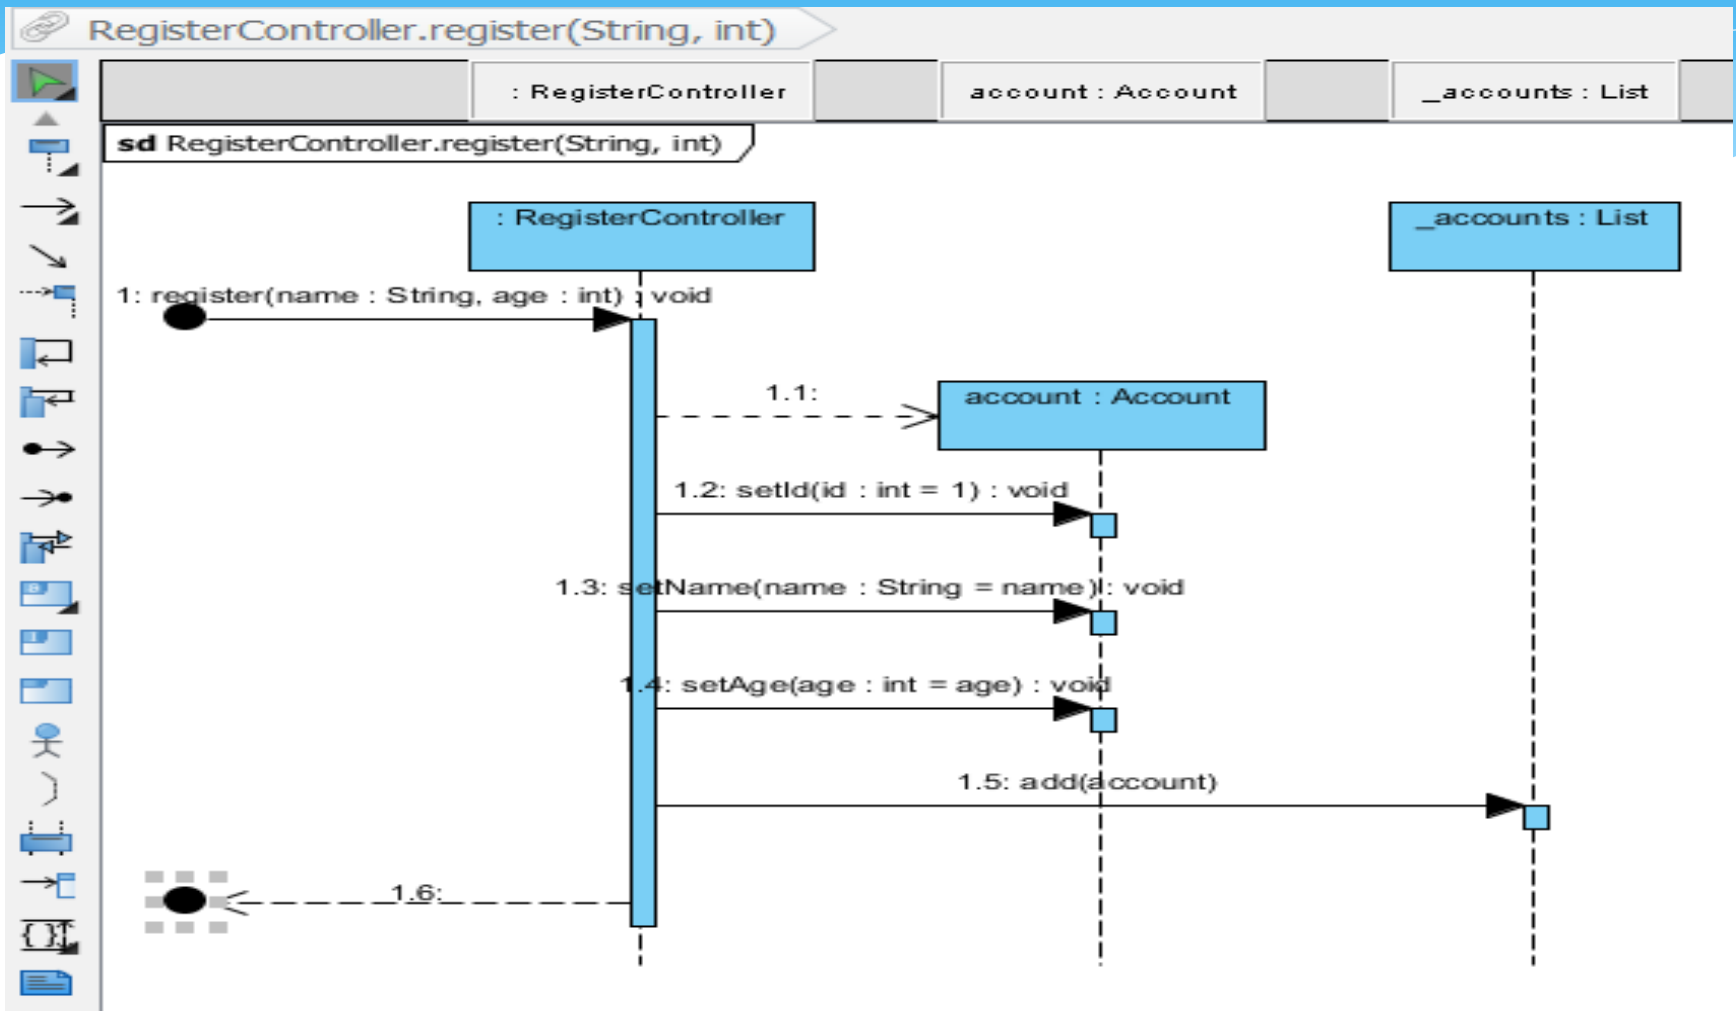 RegisterController.register(String, int)
: RegisterController
account : Account
_accounts : List
sd RegisterController.register(String, int)
: RegisterController
_accounts : List
1: register(name : String, age : int) : void
1.1:
account : Account
1.2: setId(id : int = 1) : void
1.3: setName(name : String = name) : void
1.4: setAge(age : int = age) : void
1.5: add(account)
1.6: